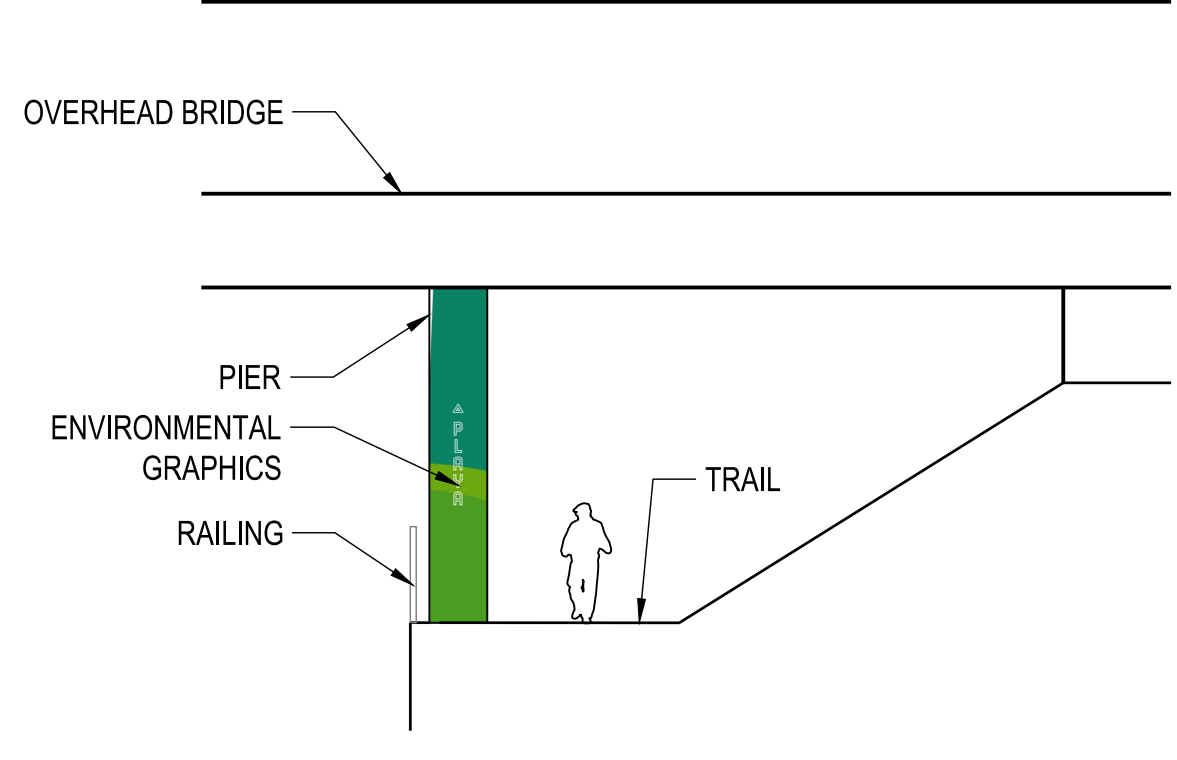 OVERHEAD BRIDGE
PIER
ENVIRONMENTAL
GRAPHICS
RAILING
TRAIL
PLAYA